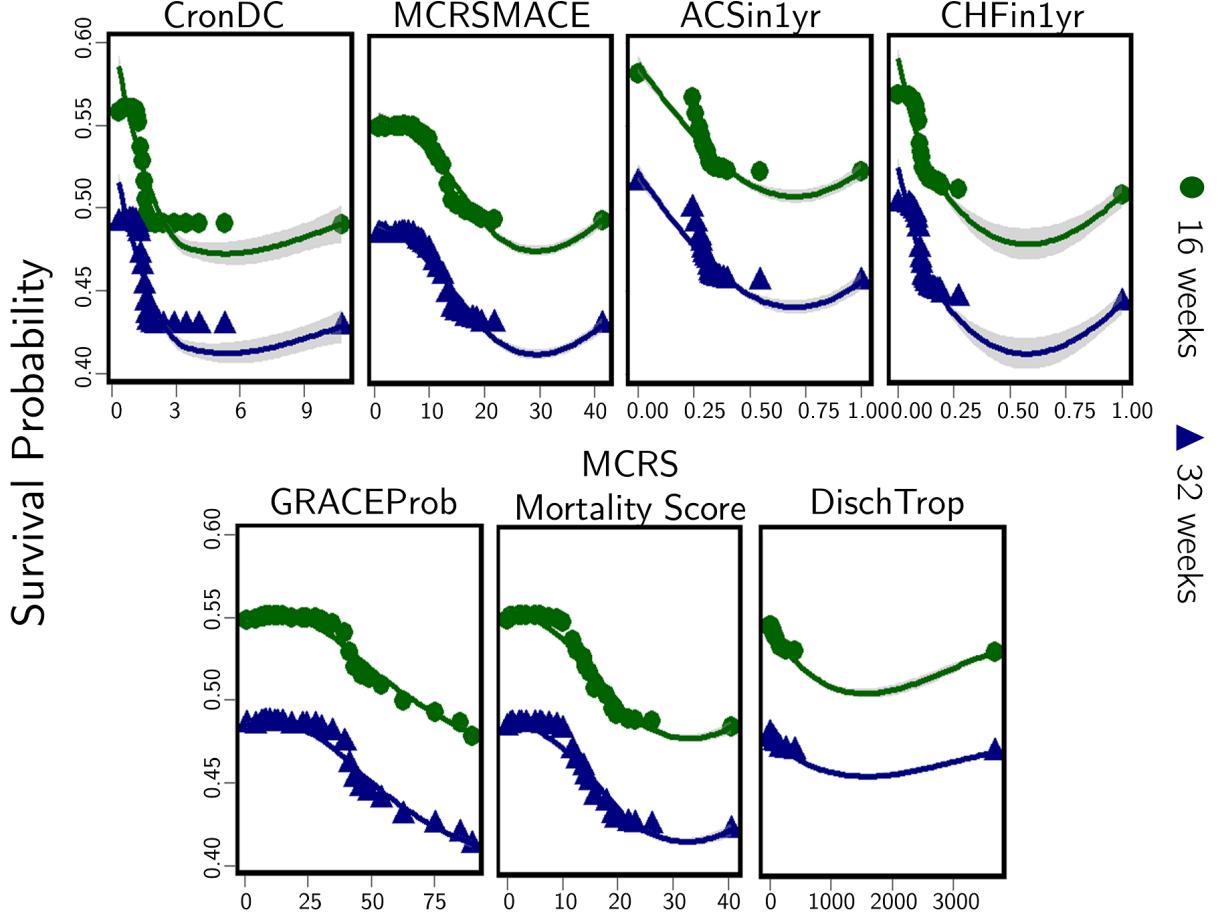 CronDC MCRSMACE ACSin1yr CHFin1yr
0.60
0.55
0.50
0.45
0.40
0 3 6 9 0 10 20 30 40 0.00 0.25 0.50 0.75 1.00 0.00 0.25 0.50 0.75 1.00
Survival Probability
16 weeks
32 weeks
MCRS
GRACEProb Mortality Score DischTrop
0.60
0.55
0.50
0.45
0.40
0 25 50 75 0 10 20 30 40 0 1000 2000 3000